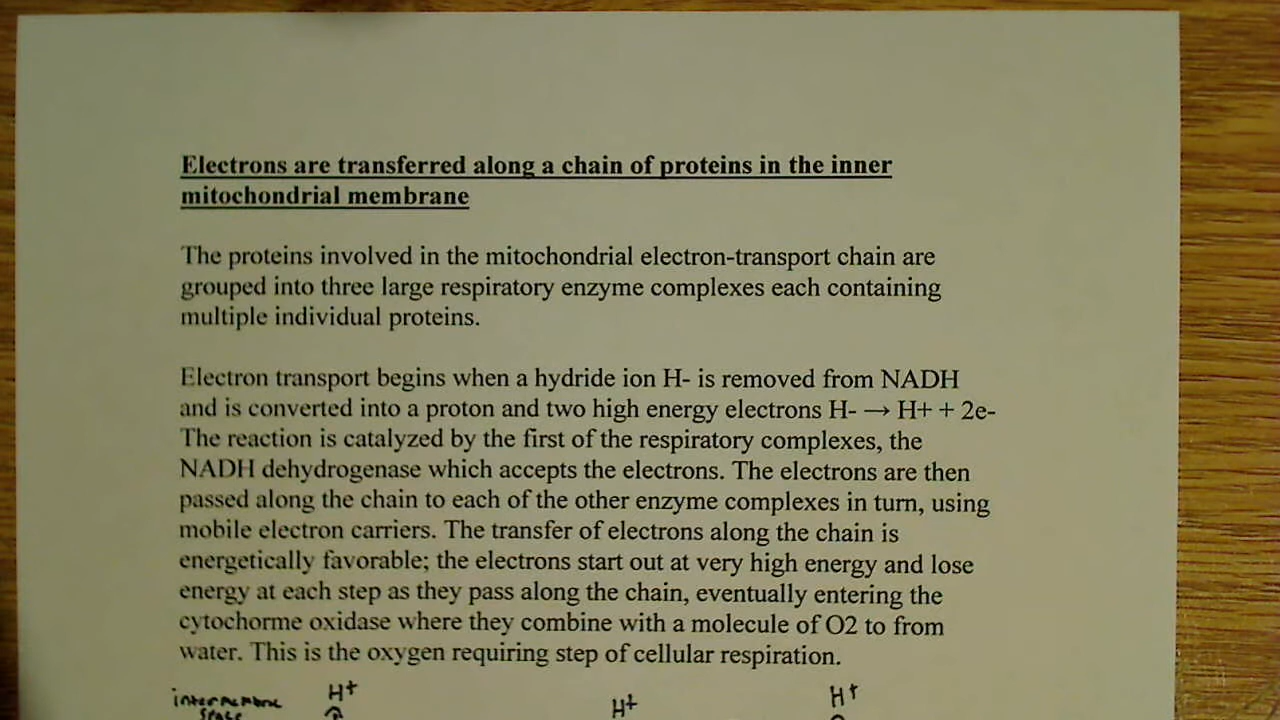 Electrons are transferred along a chain of proteins in the inner
mitochondrial membrane
The proteins involved in the mitochondrial electron-transport chain are
grouped into three large respiratory enzyme complexes each containing
multiple individual proteins.
Electron transport begins when a hydride ion H- is removed from NADH
and is converted into a proton and two high energy electrons H- → H+ + 2e-
The reaction is catalyzed by the first of the respiratory complexes, the
NADH dehydrogenase which accepts the electrons. The electrons are then
passed along the chain to each of the other enzyme complexes in turn, using
mobile electron carriers. The transfer of electrons along the chain is
energetically favorable; the electrons start out at very high energy and lose
energy at each step as they pass along the chain, eventually entering the
cytochorme oxidase where they combine with a molecule of O2 to from
water. This is the oxygen requiring step of cellular respiration.
H+ H+ H+
space